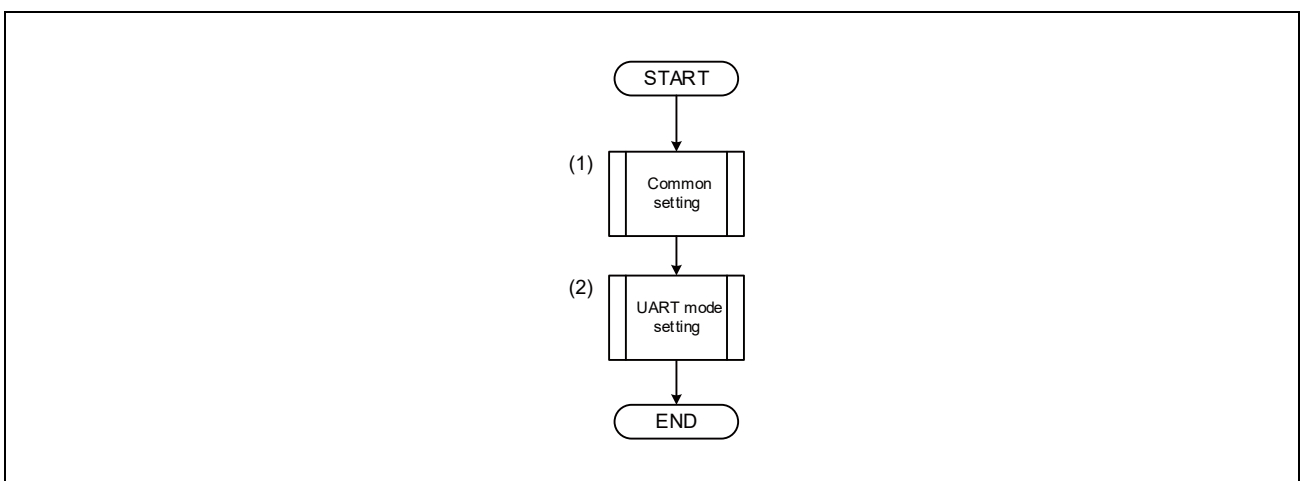 START
(1)
Common
setting
(2)
UART mode
setting
END